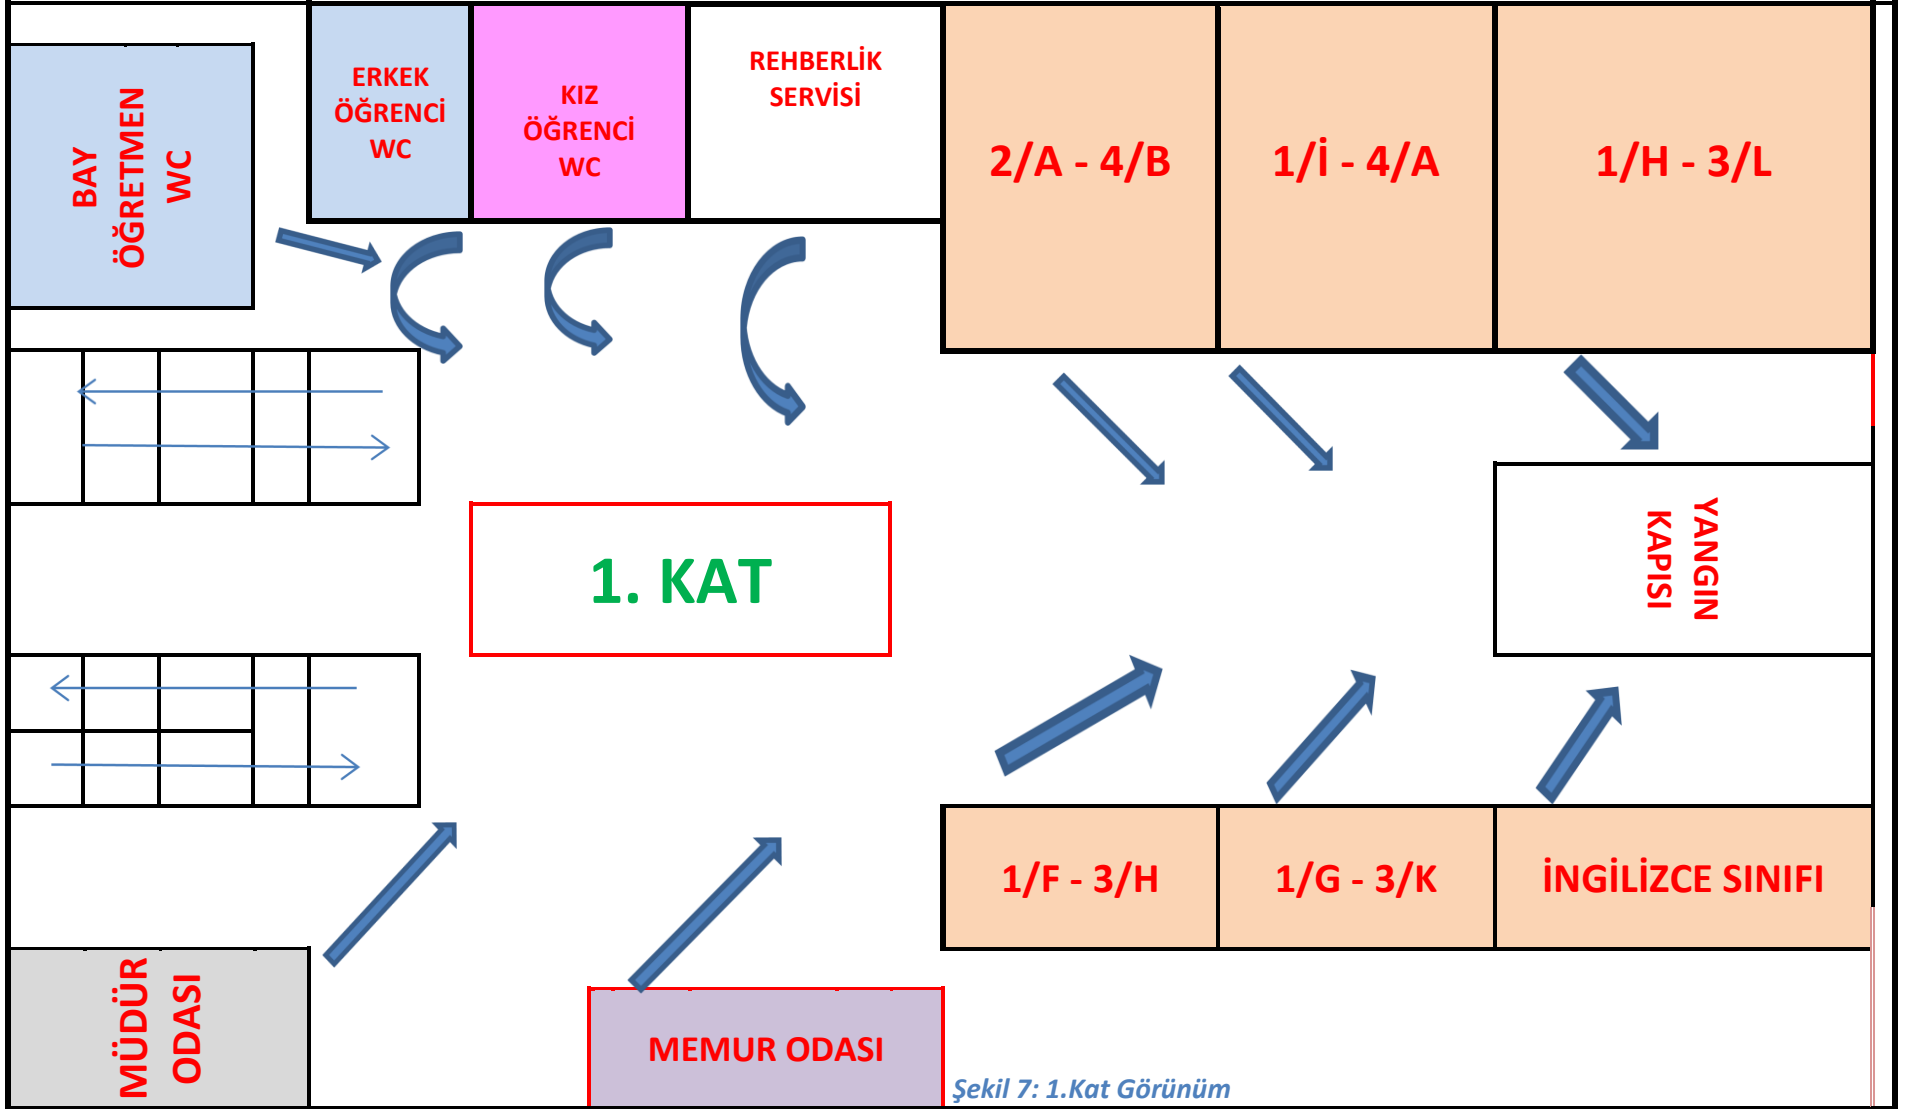 BAY
ÖĞRETMEN
WC
ERKEK
ÖĞRENCİ
WC
KIZ
ÖĞRENCİ
WC
REHBERLİK
SERVİSİ
2/A - 4/B
1/İ - 4/A
1/H - 3/L
1. KAT
YANGIN
KAPISI
1/F - 3/H
1/G - 3/K
İNGİLİZCE SINIFI
MÜDÜR
ODASI
MEMUR ODASI
Şekil 7: 1.Kat Görünüm